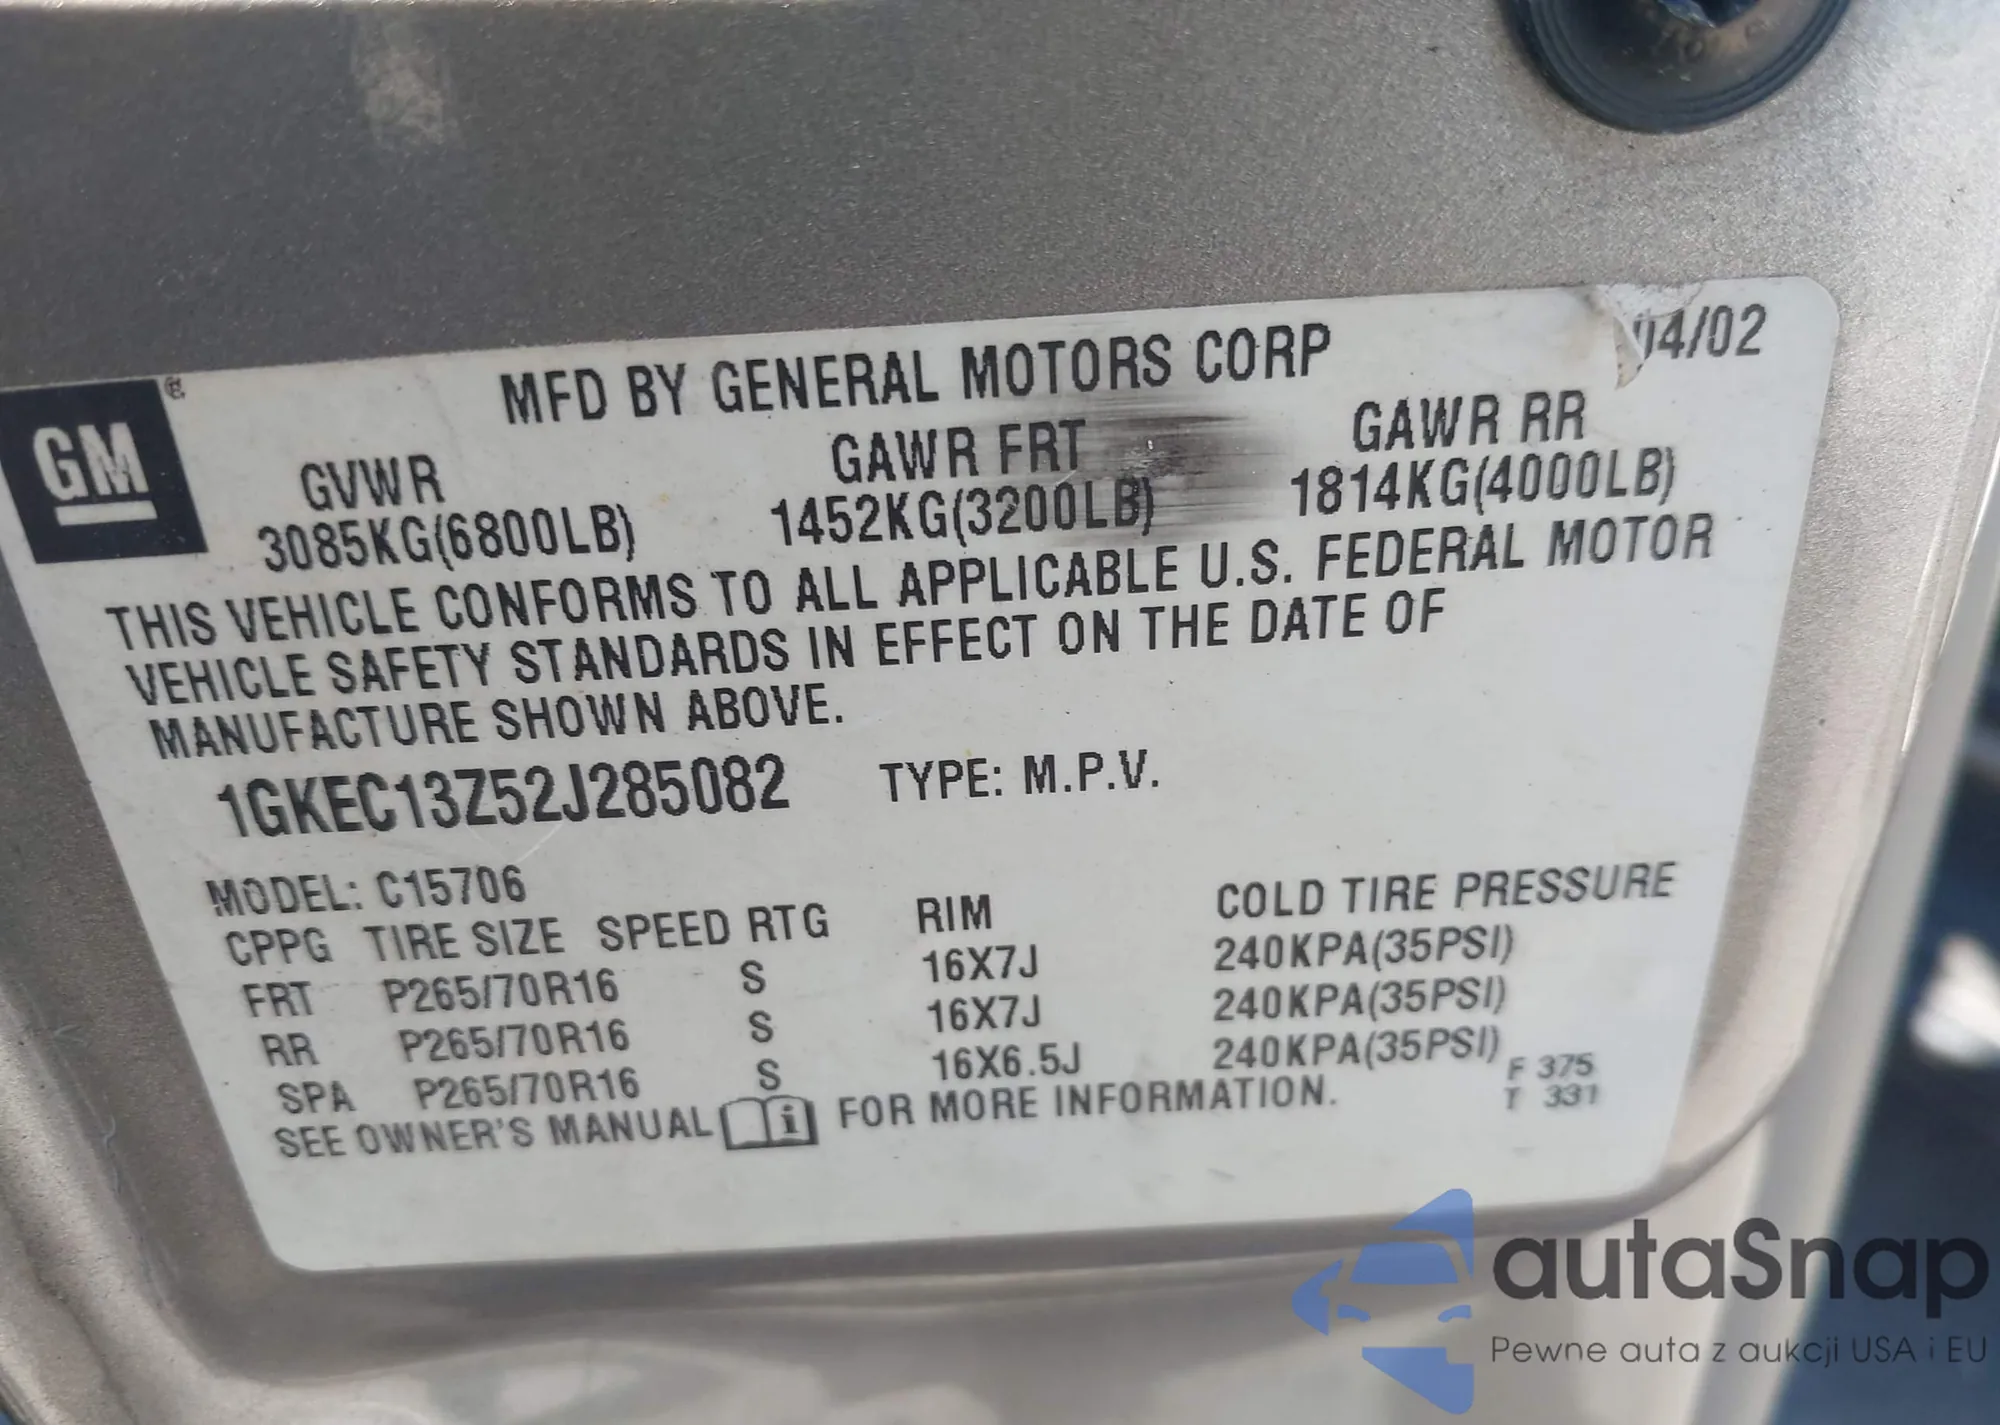 MFD BY GENERAL MOTORS CORP 04/02
GM ®
GVWR GAWR FRT GAWR RR
3085KG(6800LB) 1452KG(3200LB) 1814KG(4000LB)
THIS VEHICLE CONFORMS TO ALL APPLICABLE U.S. FEDERAL MOTOR
VEHICLE SAFETY STANDARDS IN EFFECT ON THE DATE OF
MANUFACTURE SHOWN ABOVE.
1GKEC13Z52J285082 TYPE: M.P.V.
MODEL: C15706
CPPG TIRE SIZE SPEED RTG RIM COLD TIRE PRESSURE
FRT P265/70R16 S 16X7J 240KPA(35PSI)
RR P265/70R16 S 16X7J 240KPA(35PSI)
SPA P265/70R16 S 16X6.5J 240KPA(35PSI)
F 375
T 331
SEE OWNER'S MANUAL i FOR MORE INFORMATION.
autaSnap
Pewne auta z aukcji USA i EU